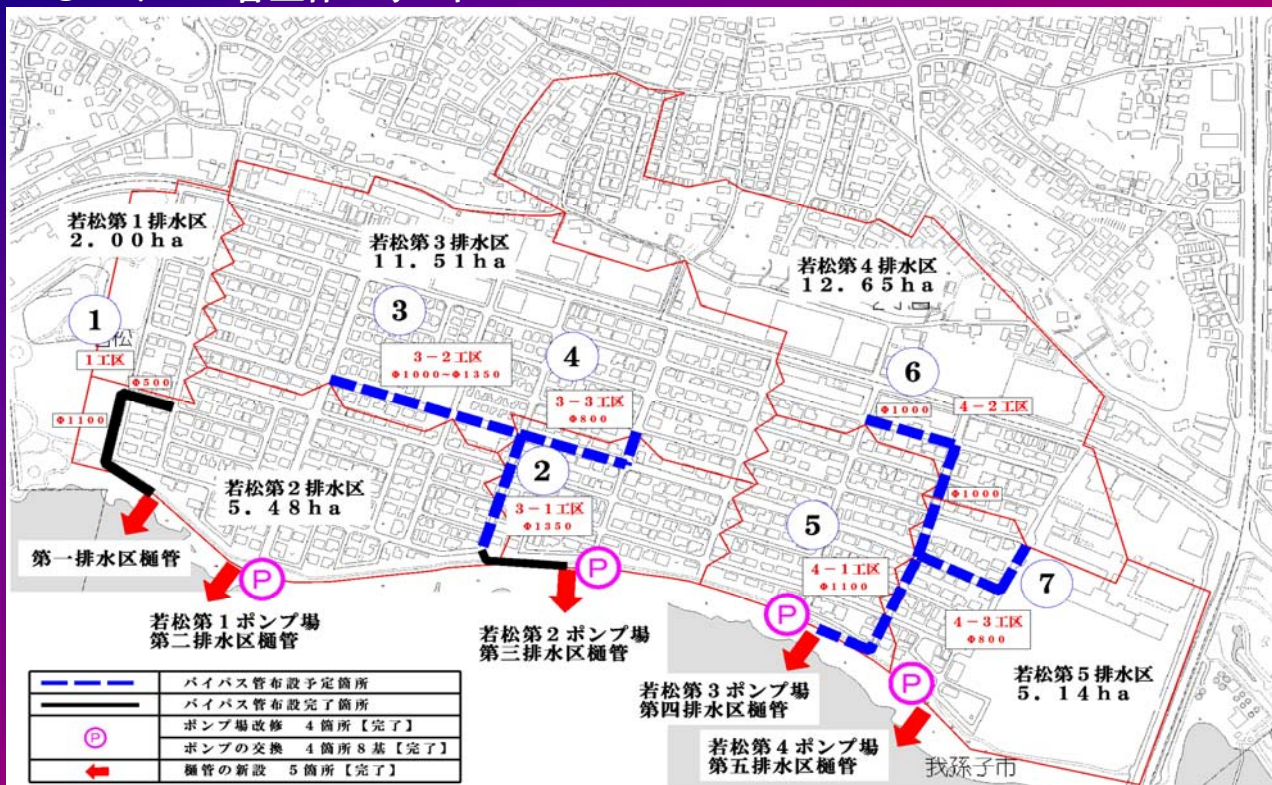 若松第1排水区
2.00ha
若松第3排水区
11.51ha
若松第4排水区
12.65ha
1
1工区
Φ500
Φ1100
3
3-2工区
Φ1000~Φ1350
4
3-3工区
Φ800
6
Φ1000
4-2工区
若松第2排水区
5.48ha
2
3-1工区
Φ1350
5
4-1工区
Φ1100
Φ1000
7
4-3工区
Φ800
若松第5排水区
5.14ha
第一排水区樋管
P
若松第1ポンプ場
第二排水区樋管
P
若松第2ポンプ場
第三排水区樋管
P
若松第3ポンプ場
第四排水区樋管
P
若松第4ポンプ場
第五排水区樋管
我孫子市
バイパス管布設予定箇所
バイパス管布設完了箇所
P
ポンプ場改修 4箇所【完了】
ポンプの交換 4箇所8基【完了】
樋管の新設 5箇所【完了】